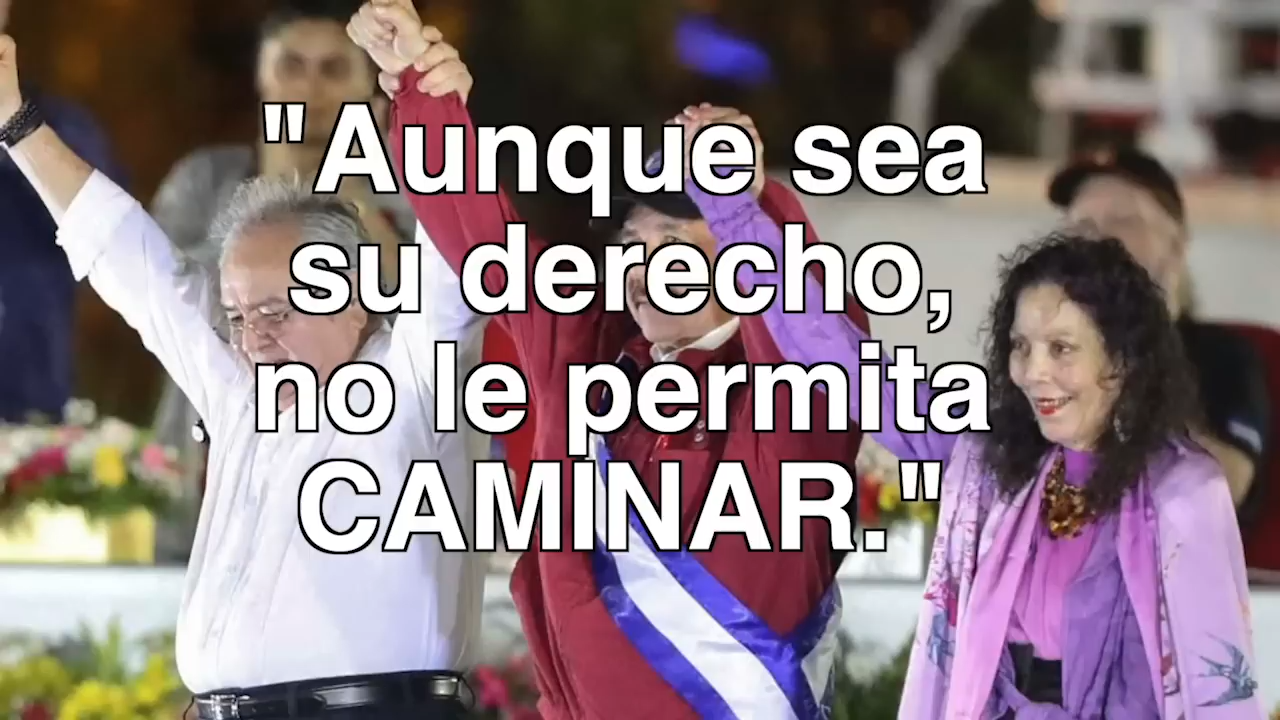 "Aunque sea
su derecho,
no le permita
CAMINAR."